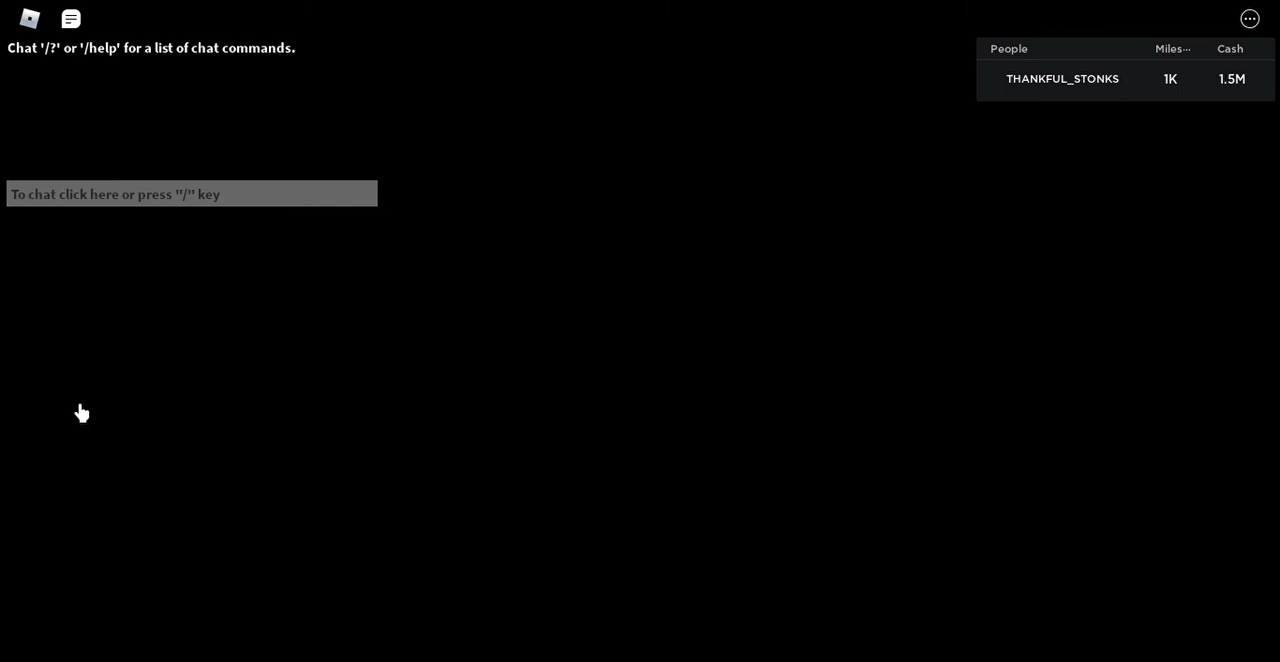 Chat '/?' or '/help' for a list of chat commands.
People Miles··· Cash
THANKFUL_STONKS 1K 1.5M
To chat click here or press "/" key